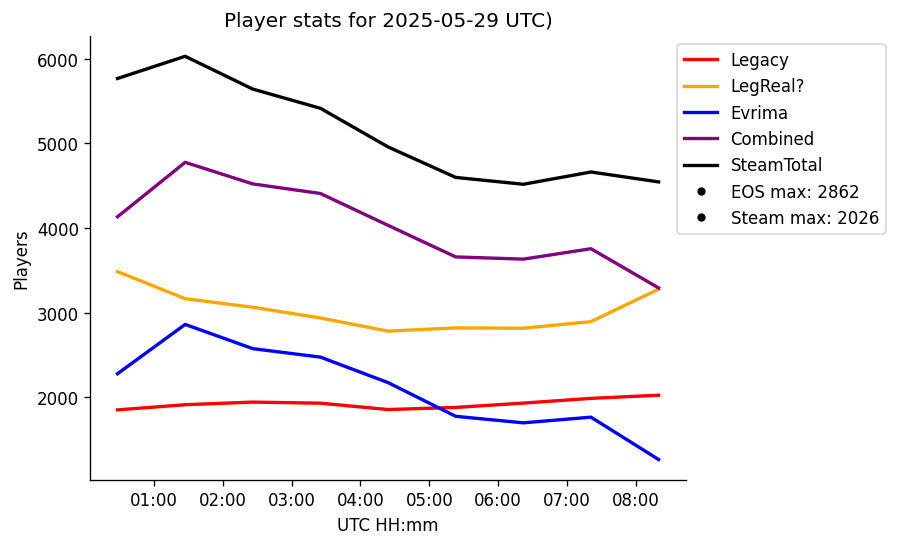 Player stats for 2025-05-29 UTC)
6000
5000
4000
3000
2000
Players
01:00 02:00 03:00 04:00 05:00 06:00 07:00 08:00
UTC HH:mm
Legacy
LegReal?
Evrima
Combined
SteamTotal
EOS max: 2862
Steam max: 2026